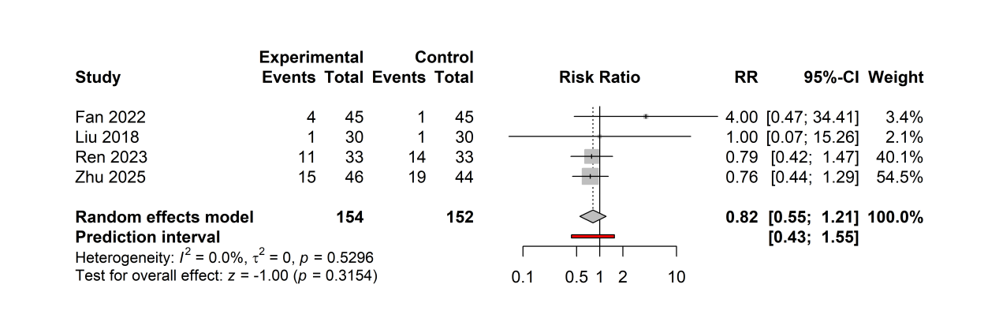 Experimental Control
Study Events Total Events Total Risk Ratio RR 95%-CI Weight
Fan 2022 4 45 1 45 4.00 [0.47; 34.41] 3.4%
Liu 2018 1 30 1 30 1.00 [0.07; 15.26] 2.1%
Ren 2023 11 33 14 33 0.79 [0.42; 1.47] 40.1%
Zhu 2025 15 46 19 44 0.76 [0.44; 1.29] 54.5%
Random effects model 154 152 0.82 [0.55; 1.21] 100.0%
Prediction interval [0.43; 1.55]
Heterogeneity: I² = 0.0%, τ² = 0, p = 0.5296
Test for overall effect: z = -1.00 (p = 0.3154)
0.1 0.5 1 2 10